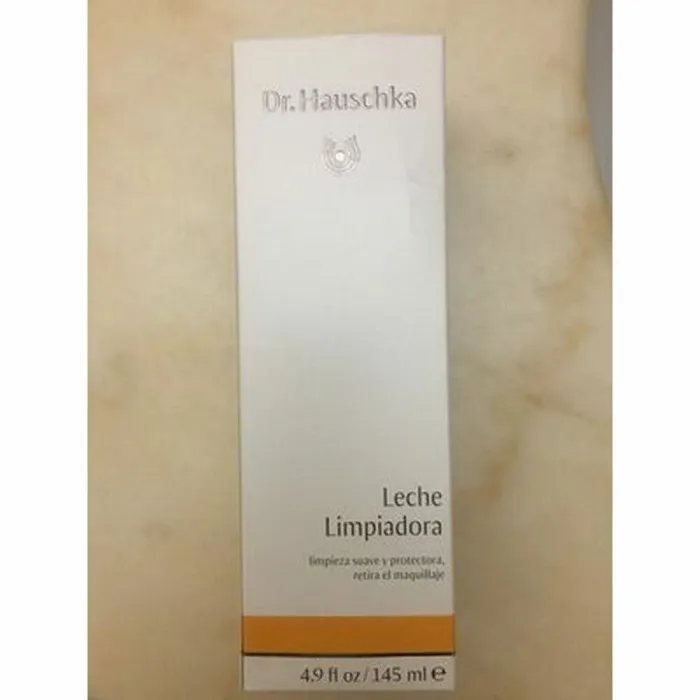 Dr. Hauschka
Leche
Limpiadora
limpieza suave y protectora,
retira el maquillaje
4.9 fl oz / 145 ml ℮